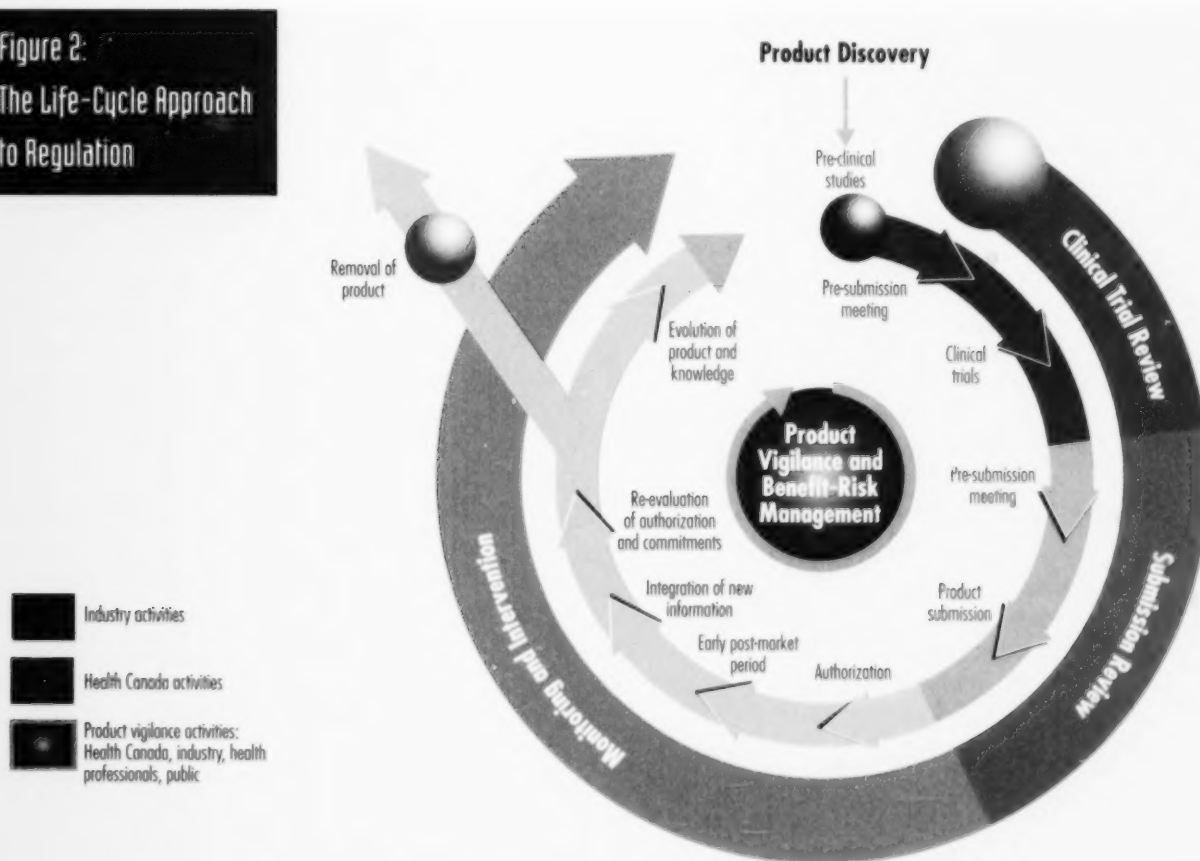 Figure 2:
The Life-Cycle Approach
to Regulation
Product Discovery
Pre-clinical
studies
Pre-submission
meeting
Clinical
trials
Clinical Trial Review
Pre-submission
meeting
Product
submission
Submission Review
Authorization
Early post-market
period
Integration of new
information
Re-evaluation
of authorization
and commitments
Evolution of
product and
knowledge
Removal of
product
Monitoring and Intervention
Product
Vigilance and
Benefit-Risk
Management
Industry activities
Health Canada activities
Product vigilance activities:
Health Canada, industry, health
professionals, public